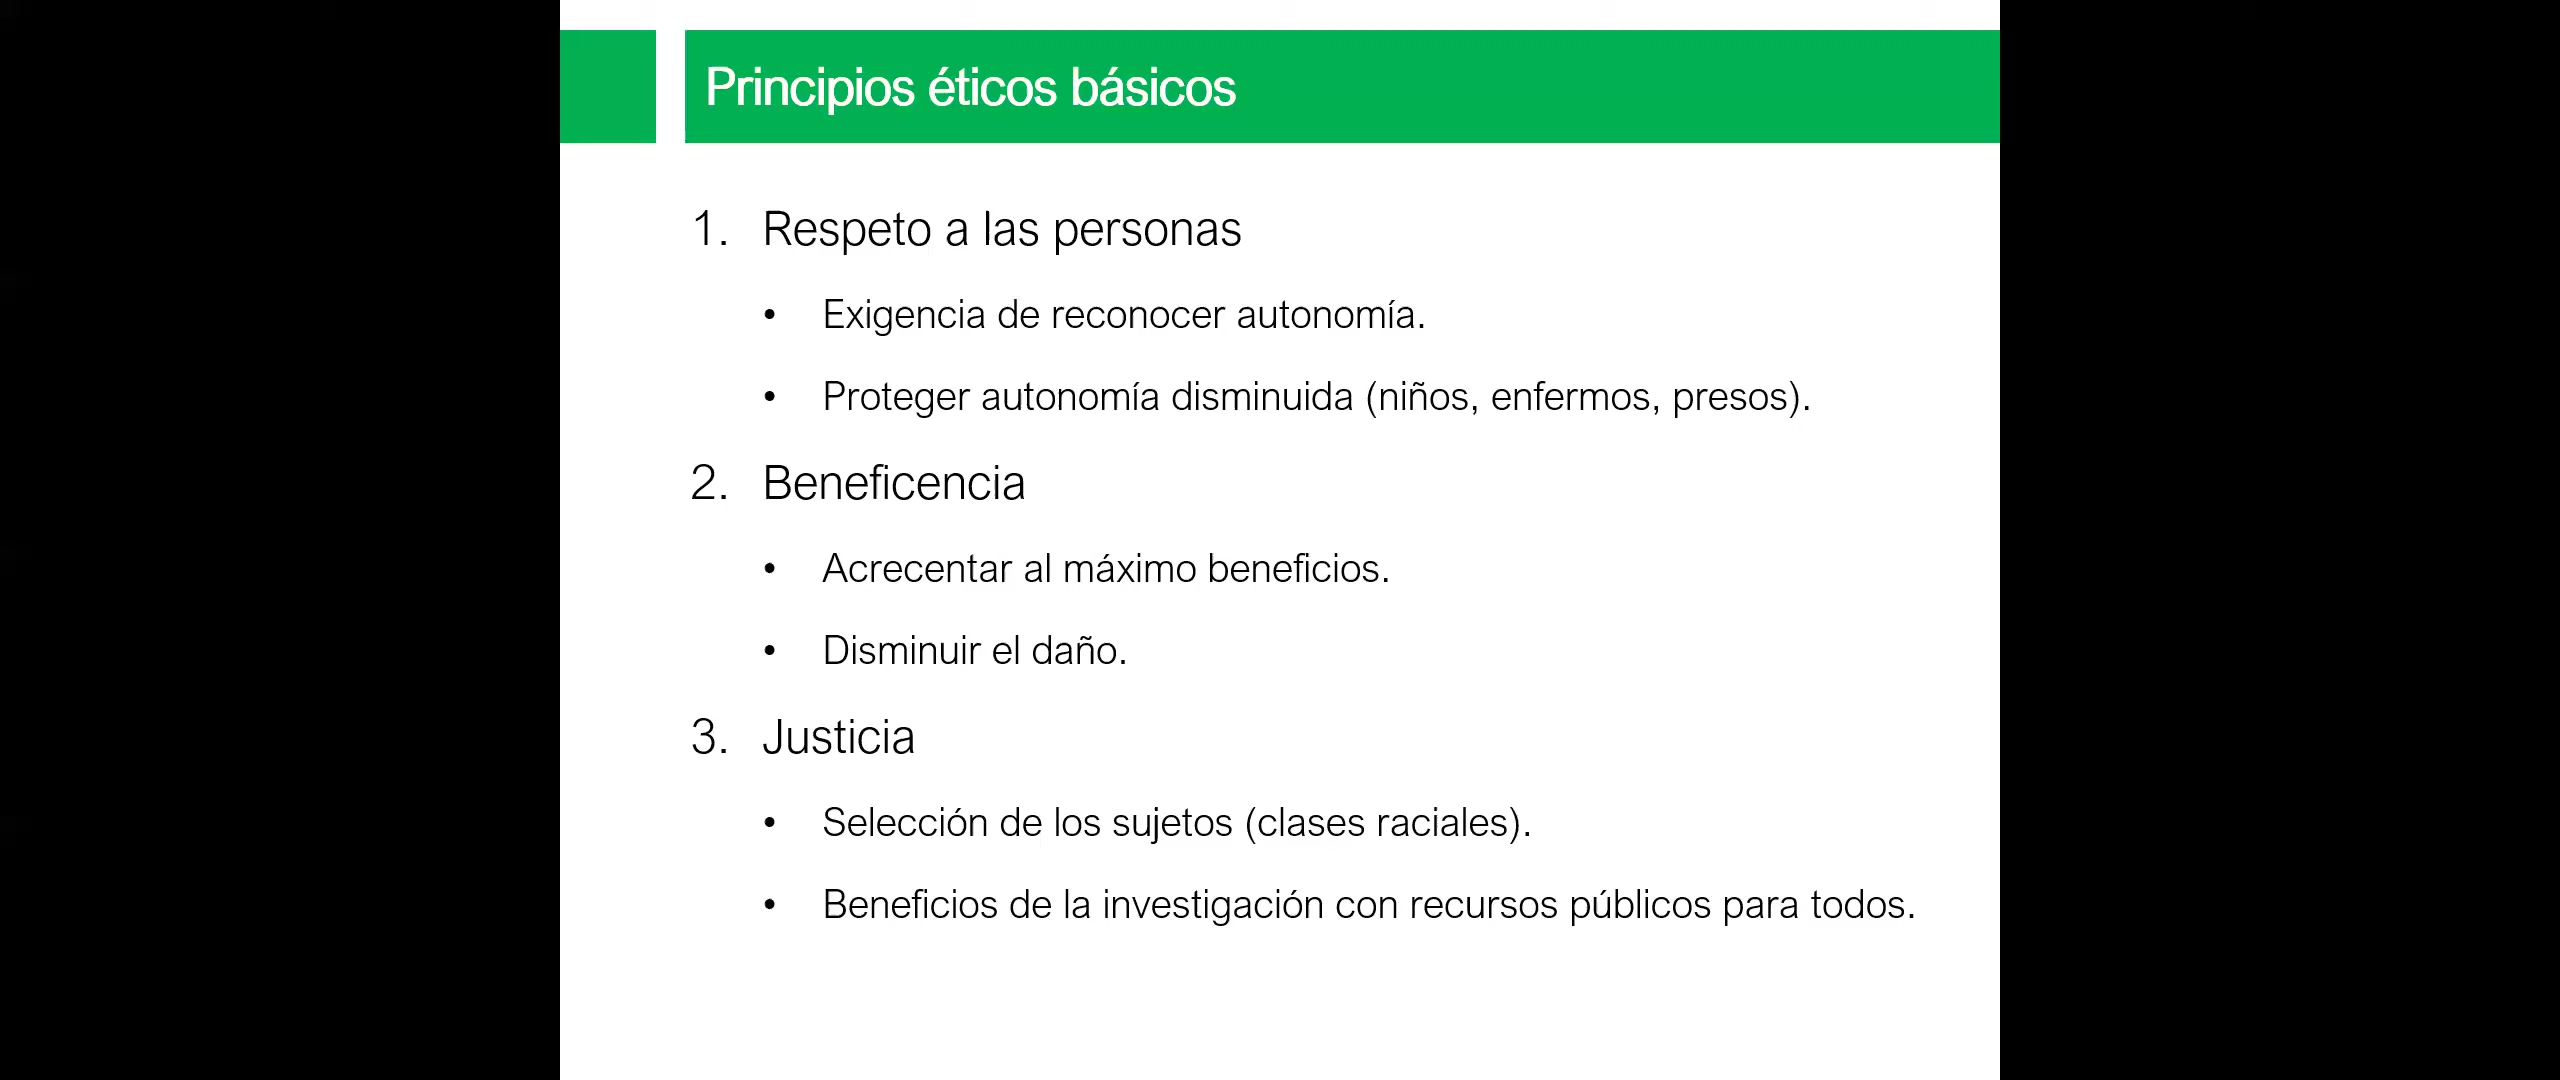 Principios éticos básicos
1. Respeto a las personas
• Exigencia de reconocer autonomía.
• Proteger autonomía disminuida (niños, enfermos, presos).
2. Beneficencia
• Acrecentar al máximo beneficios.
• Disminuir el daño.
3. Justicia
• Selección de los sujetos (clases raciales).
• Beneficios de la investigación con recursos públicos para todos.